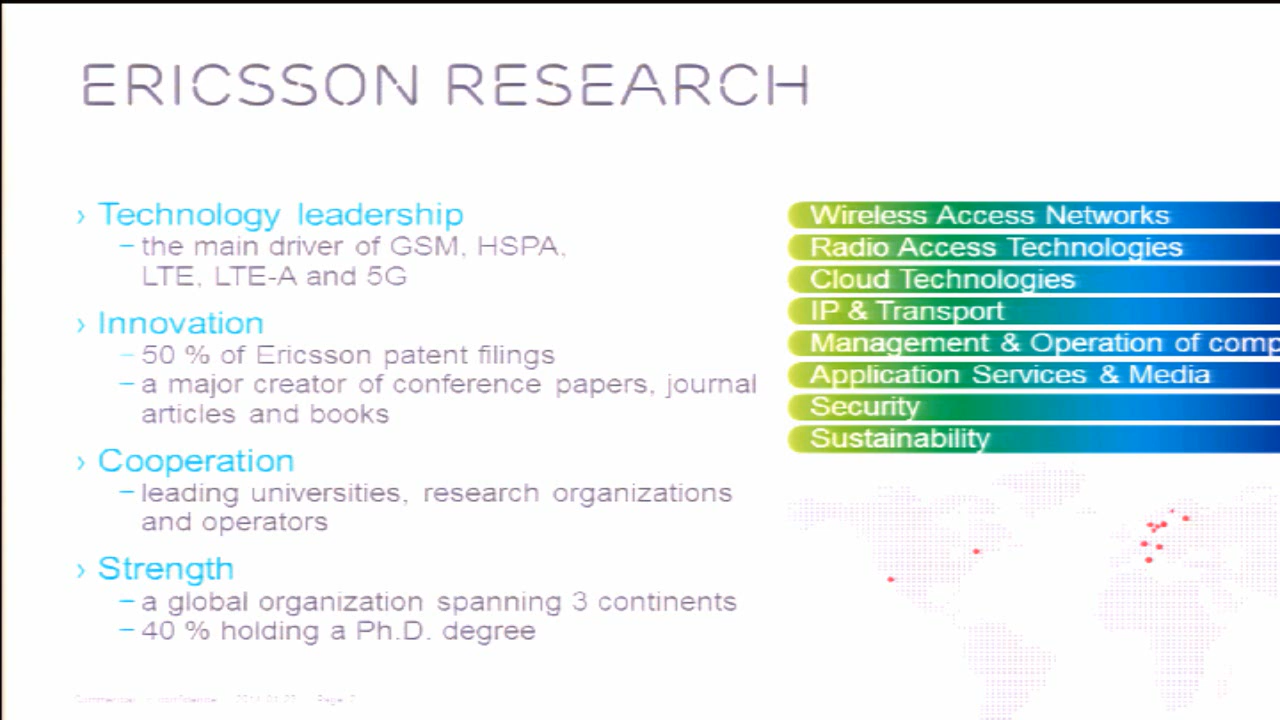 ERICSSON RESEARCH
› Technology leadership
– the main driver of GSM, HSPA,
LTE, LTE-A and 5G
› Innovation
– 50 % of Ericsson patent filings
– a major creator of conference papers, journal
articles and books
› Cooperation
– leading universities, research organizations
and operators
› Strength
– a global organization spanning 3 continents
– 40 % holding a Ph.D. degree
Wireless Access Networks
Radio Access Technologies
Cloud Technologies
IP & Transport
Management & Operation of comp
Application Services & Media
Security
Sustainability
Page